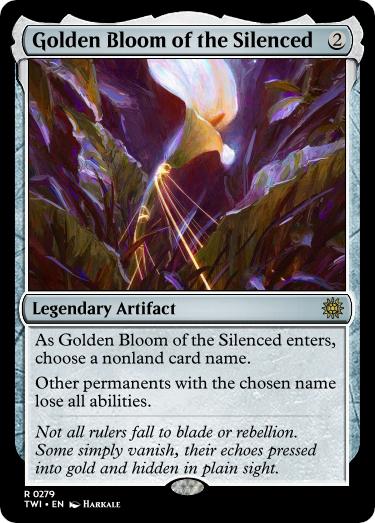 Golden Bloom of the Silenced 2
Legendary Artifact
As Golden Bloom of the Silenced enters,
choose a nonland card name.
Other permanents with the chosen name
lose all abilities.
Not all rulers fall to blade or rebellion.
Some simply vanish, their echoes pressed
into gold and hidden in plain sight.
R 0279
TWI • EN HARKALE